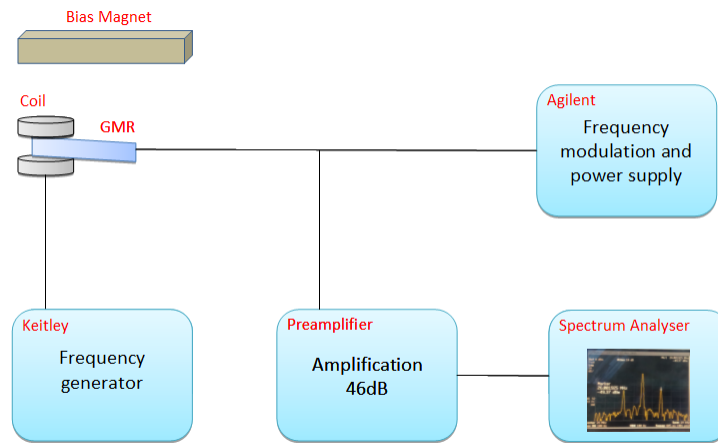 Bias Magnet
Coil
GMR
Agilent
Frequency
modulation and
power supply
Keitley
Frequency
generator
Preamplifier
Amplification
46dB
Spectrum Analyser